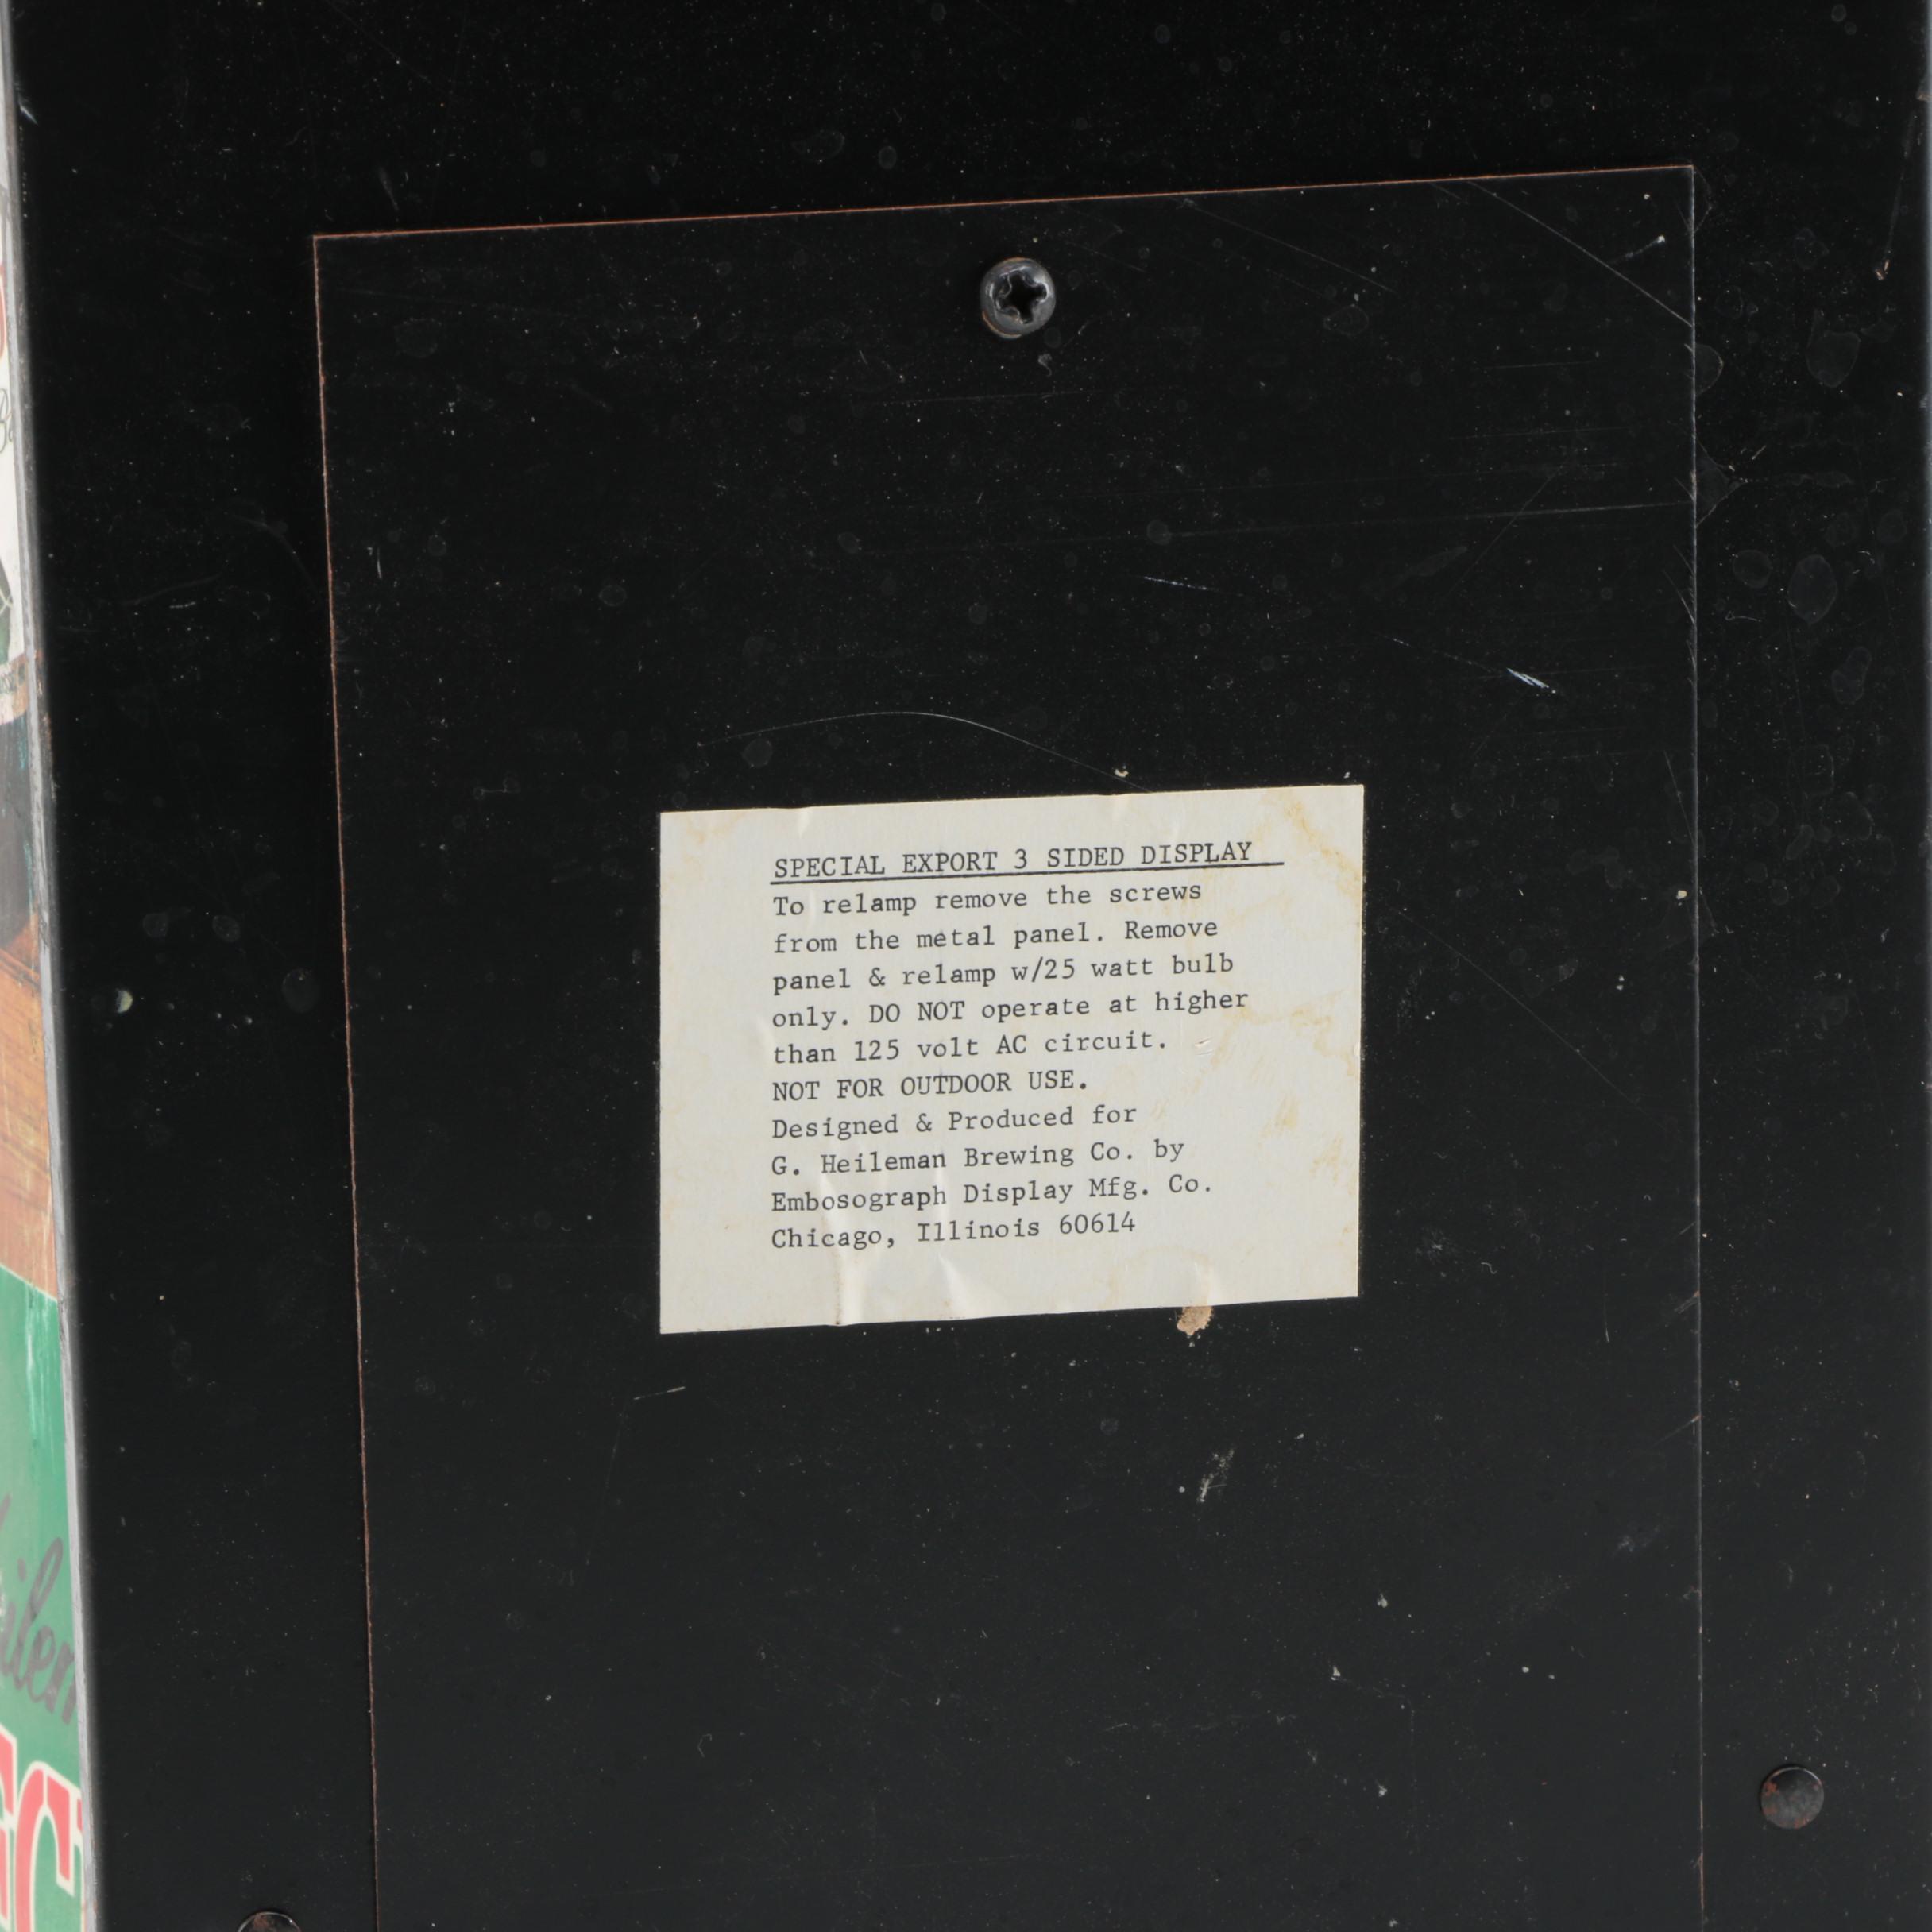 SPECIAL EXPORT 3 SIDED DISPLAY
To relamp remove the screws
from the metal panel. Remove
panel & relamp w/25 watt bulb
only. DO NOT operate at higher
than 125 volt AC circuit.
NOT FOR OUTDOOR USE.
Designed & Produced for
G. Heileman Brewing Co. by
Embosograph Display Mfg. Co.
Chicago, Illinois 60614